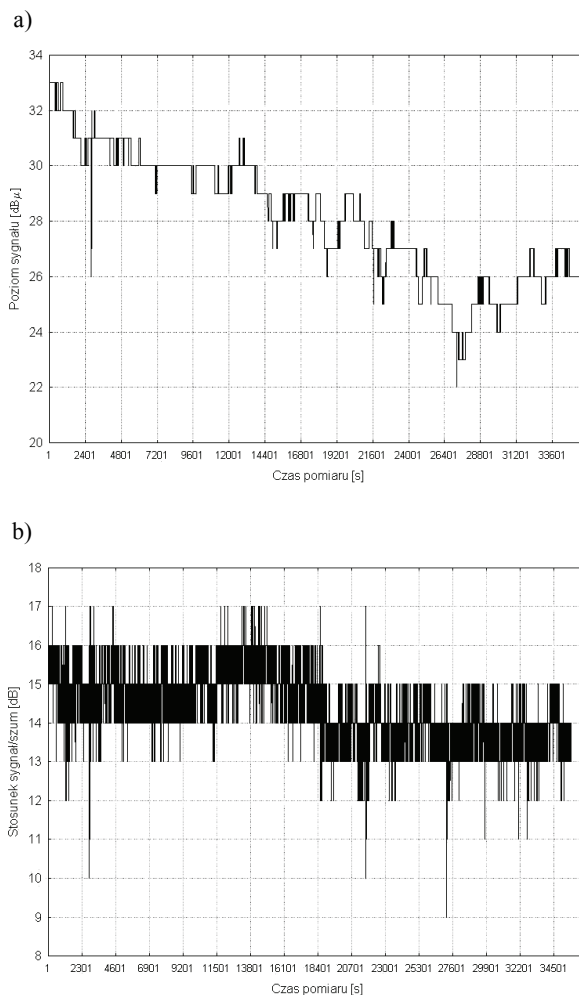 a)
34
32
30
28
26
24
22
20
Poziom sygnału [dBμ]
1 2401 4801 7201 9601 12001 14401 16801 19201 21601 24001 26401 28801 31201 33601
Czas pomiaru [s]
b)
18
17
16
15
14
13
12
11
10
9
8
Stosunek sygnał/szum [dB]
1 2301 4601 6901 9201 11501 13801 16101 18401 20701 23001 25301 27601 29901 32201 34501
Czas pomiaru [s]